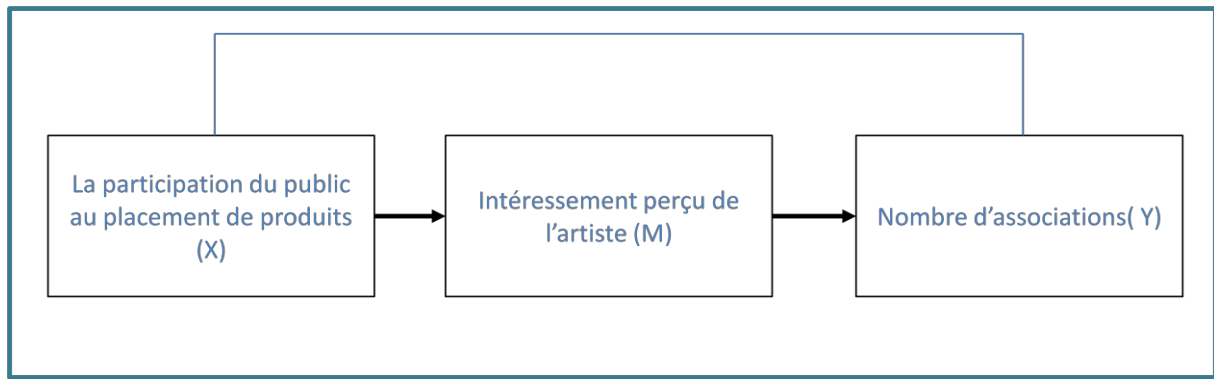 La participation du public
au placement de produits
(X)
Intéressement perçu de
l'artiste (M)
Nombre d'associations( Y)